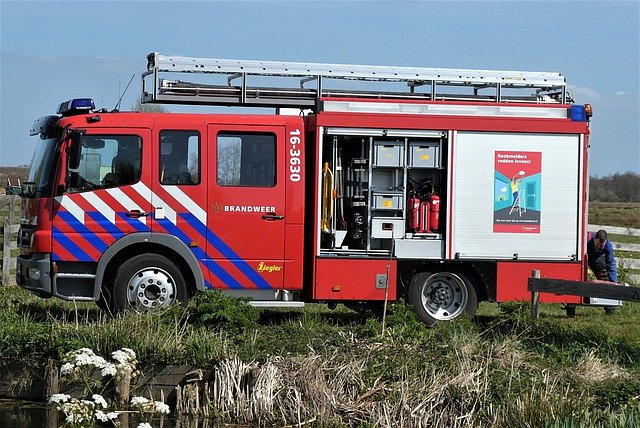 16-3630
BRANDWEER
Ziegler
Rookmelders
redden levens!